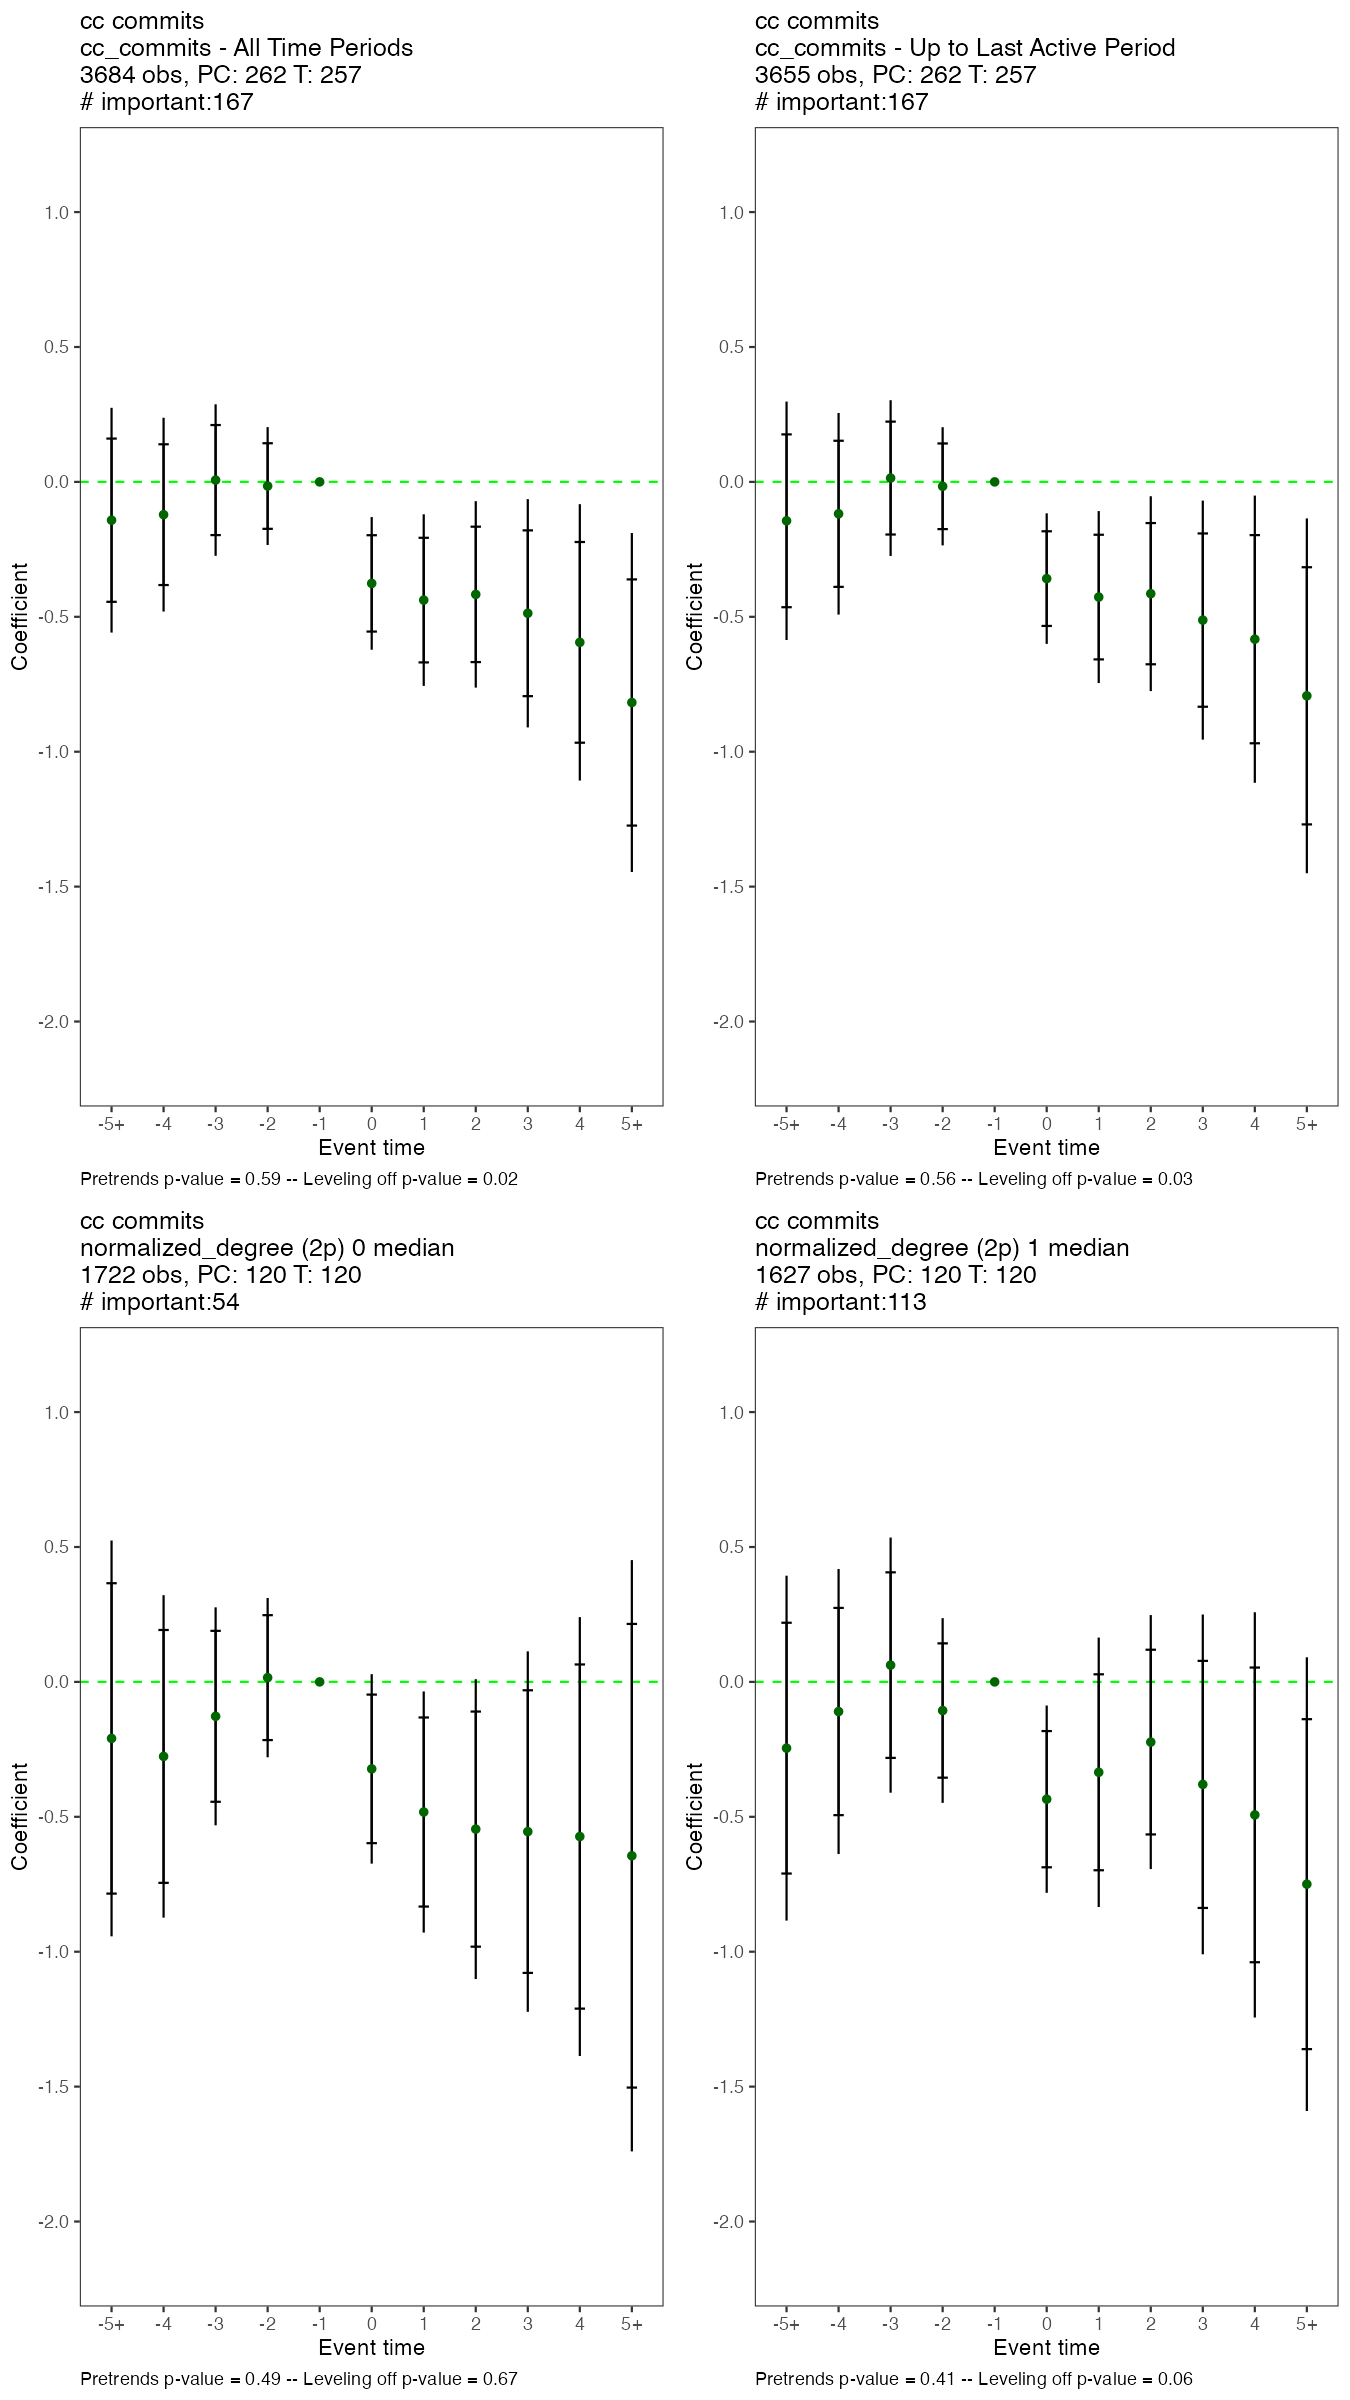 cc commits
cc_commits - All Time Periods
3684 obs, PC: 262 T: 257
# important:167
1.0
0.5
0.0
-0.5
-1.0
-1.5
-2.0
Coefficient
-5+ -4 -3 -2 -1 0 1 2 3 4 5+
Event time
Pretrends p-value = 0.59 -- Leveling off p-value = 0.02
cc commits
cc_commits - Up to Last Active Period
3655 obs, PC: 262 T: 257
# important:167
1.0
0.5
0.0
-0.5
-1.0
-1.5
-2.0
Coefficient
-5+ -4 -3 -2 -1 0 1 2 3 4 5+
Event time
Pretrends p-value = 0.56 -- Leveling off p-value = 0.03
cc commits
normalized_degree (2p) 0 median
1722 obs, PC: 120 T: 120
# important:54
1.0
0.5
0.0
-0.5
-1.0
-1.5
-2.0
Coefficient
-5+ -4 -3 -2 -1 0 1 2 3 4 5+
Event time
Pretrends p-value = 0.49 -- Leveling off p-value = 0.67
cc commits
normalized_degree (2p) 1 median
1627 obs, PC: 120 T: 120
# important:113
1.0
0.5
0.0
-0.5
-1.0
-1.5
-2.0
Coefficient
-5+ -4 -3 -2 -1 0 1 2 3 4 5+
Event time
Pretrends p-value = 0.41 -- Leveling off p-value = 0.06